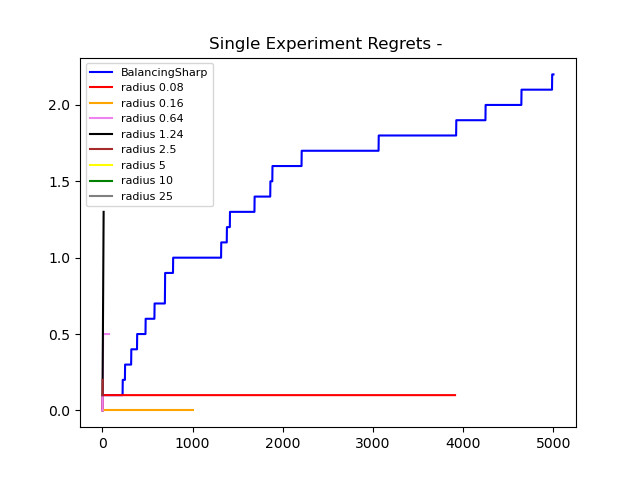 Single Experiment Regrets -
BalancingSharp
radius 0.08
radius 0.16
radius 0.64
radius 1.24
radius 2.5
radius 5
radius 10
radius 25
2.0
1.5
1.0
0.5
0.0
0 1000 2000 3000 4000 5000